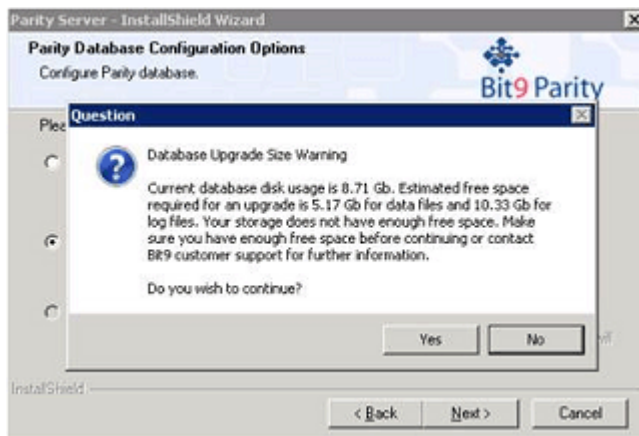 Parity Server - InstallShield Wizard
Parity Database Configuration Options
Configure Parity database.
Bit9 Parity
Question
Database Upgrade Size Warning
Current database disk usage is 8.71 Gb. Estimated free space
required for an upgrade is 5.17 Gb for data files and 10.33 Gb for
log files. Your storage does not have enough free space. Make
sure you have enough free space before continuing or contact
Bit9 customer support for further information.
Do you wish to continue?
Yes
No
InstallShield
< Back
Next >
Cancel